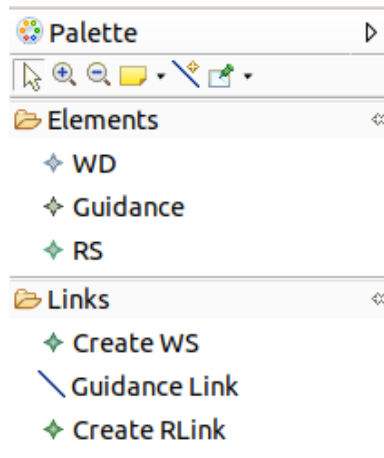 Palette
Elements
WD
Guidance
RS
Links
Create WS
Guidance Link
Create RLink